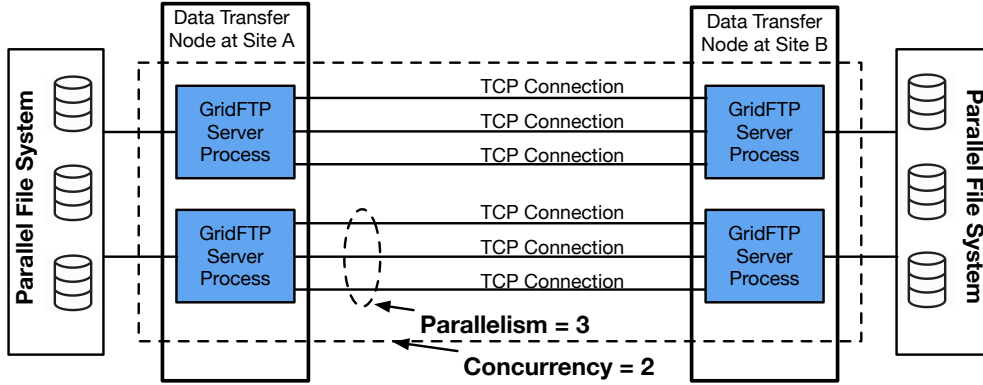 Data Transfer
Node at Site A
Data Transfer
Node at Site B
Parallel File System
GridFTP
Server
Process
TCP Connection
TCP Connection
TCP Connection
GridFTP
Server
Process
Parallel File System
GridFTP
Server
Process
TCP Connection
TCP Connection
TCP Connection
GridFTP
Server
Process
Parallelism = 3
Concurrency = 2